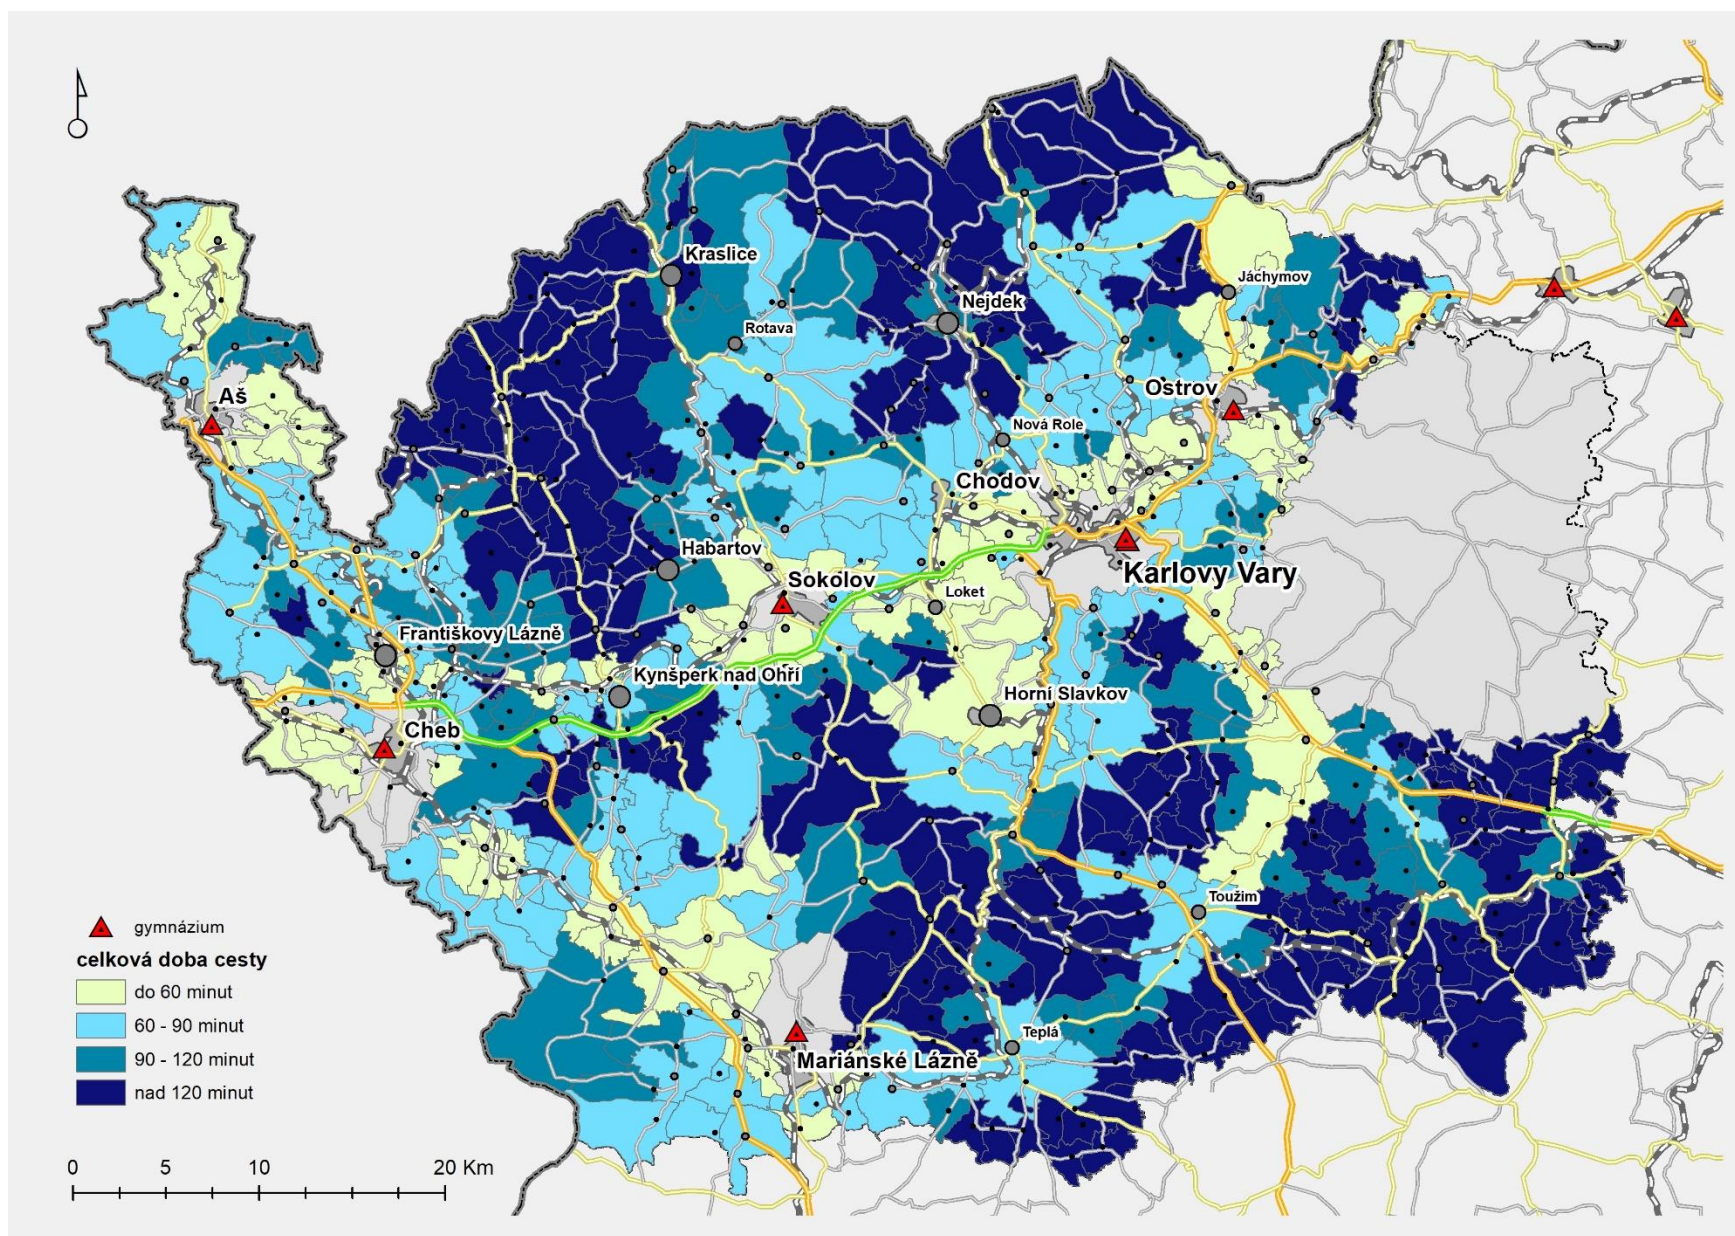 Kraslice
Jáchymov
Nejdek
Rotava
Aš
Ostrov
Nová Role
Chodov
Habartov
Sokolov
Karlovy Vary
Loket
Františkovy Lázně
Kynšperk nad Ohří
Horní Slavkov
Cheb
Toužim
Teplá
Mariánské Lázně
gymnázium
celková doba cesty
do 60 minut
60 - 90 minut
90 - 120 minut
nad 120 minut
0 5 10 20 Km